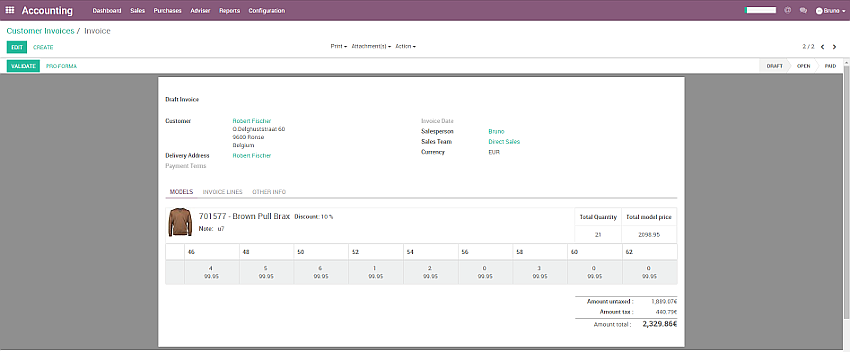 Accounting Dashboard Sales Purchases Adviser Reports Configuration Bruno
Customer Invoices / Invoice
EDIT CREATE Print Attachment(s) Action 2 / 2
VALIDATE PRO FORMA DRAFT OPEN PAID
Draft Invoice
Customer Robert Fischer Invoice Date
O.Delghuststraat 60 Salesperson Bruno
9600 Ronse Sales Team Direct Sales
Belgium Currency EUR
Delivery Address Robert Fischer
Payment Terms
MODELS INVOICE LINES OTHER INFO
701577 - Brown Pull Brax Discount: 10 % Total Quantity Total model price
Note: u7 21 2098.95
46 48 50 52 54 56 58 60 62
4 5 6 1 2 0 3 0 0
99.95 99.95 99.95 99.95 99.95 99.95 99.95 99.95 99.95
Amount untaxed : 1,889.07€
Amount tax : 440.79€
Amount total : 2,329.86€